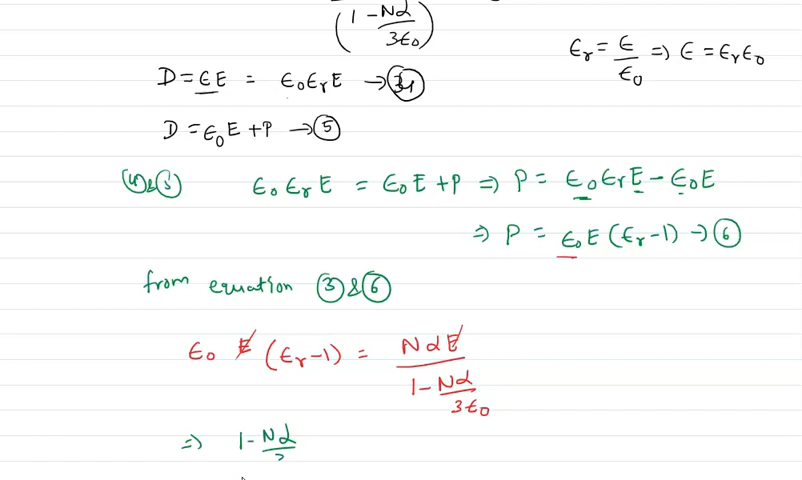 (1 - Nα/3ϵ0)
ϵr = ϵ/ϵ0 => ϵ = ϵrϵ0
D = ϵE = ϵ0ϵrE → 4
D = ϵ0E + P → 5
4 & 5 ϵ0ϵrE = ϵ0E + P => P = ϵ0ϵrE - ϵ0E
=> P = ϵ0E(ϵr-1) → 6
from equation 3 & 6
ϵ0 E (ϵr-1) = NαE/(1 - Nα/3ϵ0)
=> 1 - Nα/3